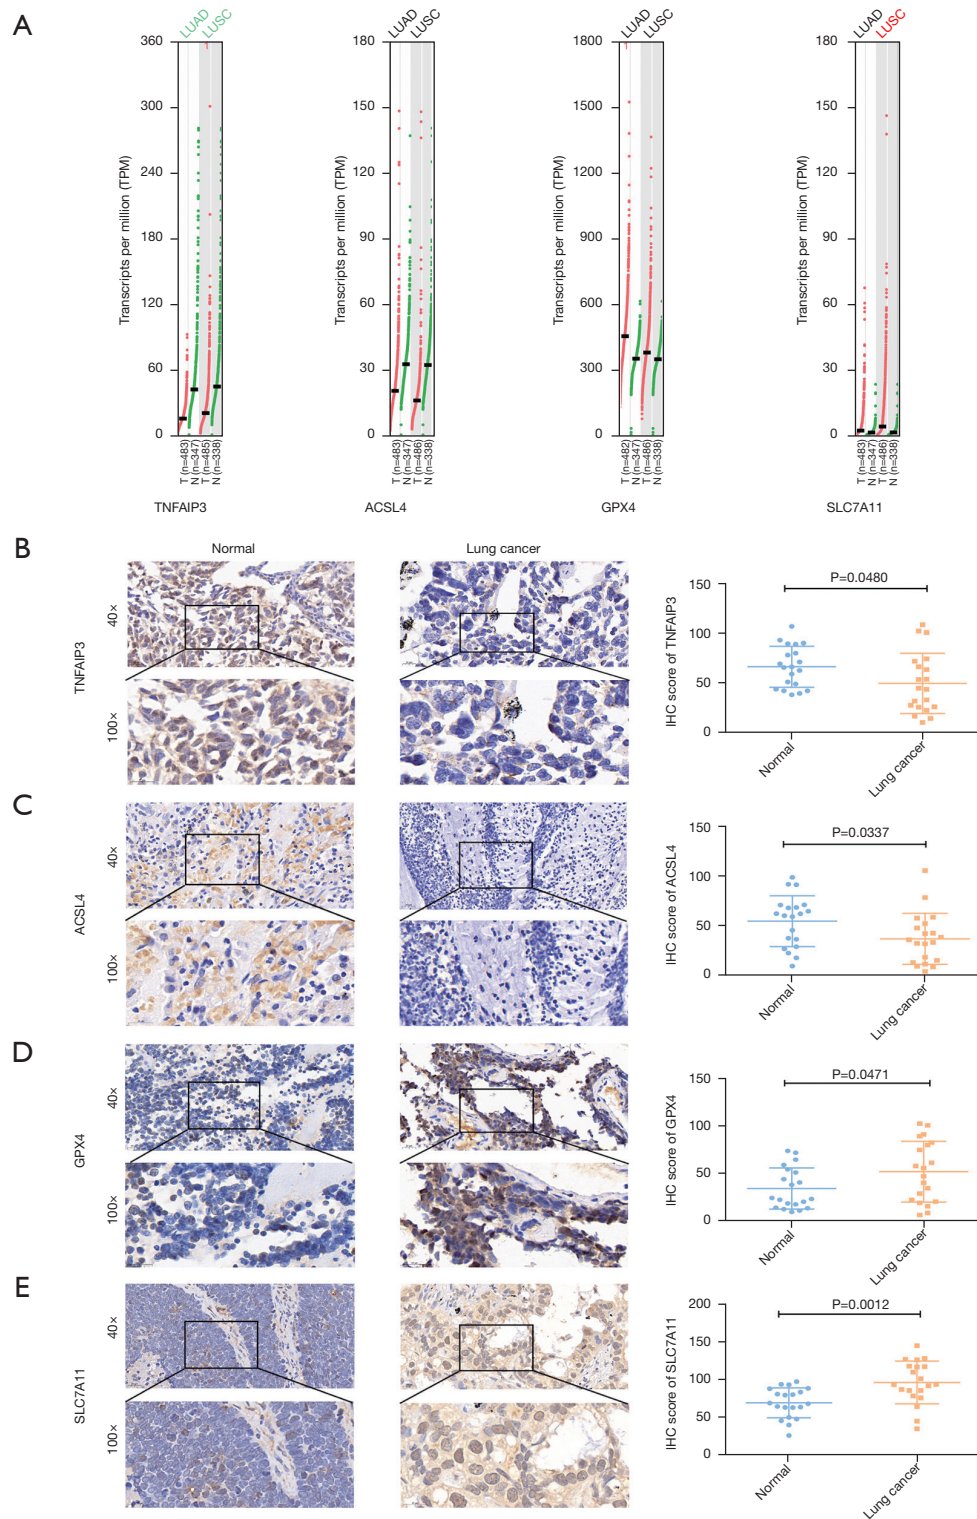 A
LUAD LUSC
360
300
240
180
120
60
0
Transcripts per million (TPM)
T (n=483)
N (n=347)
T (n=485)
N (n=338)
TNFAIP3
LUAD LUSC
180
150
120
90
60
30
0
Transcripts per million (TPM)
T (n=483)
N (n=347)
T (n=486)
N (n=338)
ACSL4
LUAD LUSC
1800
1500
1200
900
600
300
0
Transcripts per million (TPM)
T (n=482)
N (n=347)
T (n=486)
N (n=338)
GPX4
LUAD LUSC
180
150
120
90
60
30
0
Transcripts per million (TPM)
T (n=483)
N (n=347)
T (n=486)
N (n=338)
SLC7A11
B
Normal
Lung cancer
TNFAIP3
40×
100×
IHC score of TNFAIP3
150
100
50
0
P=0.0480
Normal
Lung cancer
C
ACSL4
40×
100×
IHC score of ACSL4
150
100
50
0
P=0.0337
Normal
Lung cancer
D
GPX4
40×
100×
IHC score of GPX4
150
100
50
0
P=0.0471
Normal
Lung cancer
E
SLC7A11
40×
100×
IHC score of SLC7A11
200
150
100
50
0
P=0.0012
Normal
Lung cancer